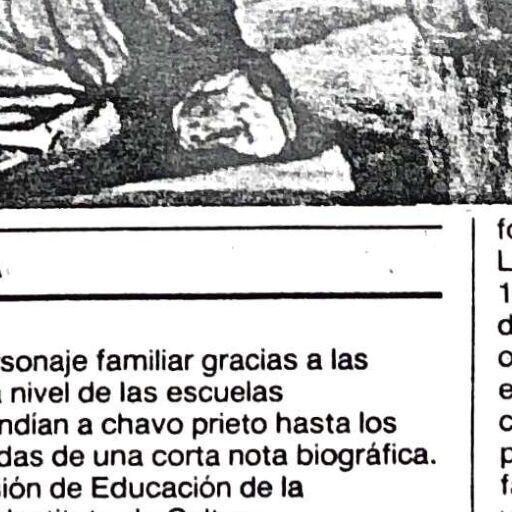 sonaje familiar gracias a las
nivel de las escuelas
ndían a chavo prieto hasta los
das de una corta nota biográfica.
ión de Educación de la
fo
L
1
d
o
e
c
p
fa